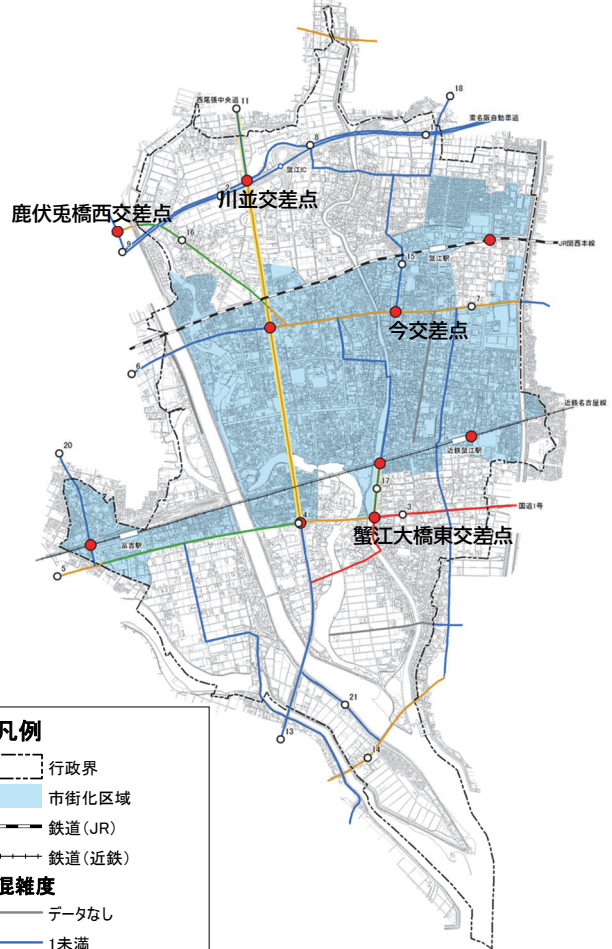 18
西尾張中央道
11
東名阪自動車道
8
蟹江IC
2
川並交差点
鹿伏兎橋西交差点
9
16
15
蟹江駅
JR関西本線
7
今交差点
6
近鉄名古屋線
近鉄蟹江駅
20
17
4
3
国道1号
蟹江大橋東交差点
富吉駅
5
21
13
14
凡例
行政界
市街化区域
鉄道(JR)
鉄道(近鉄)
混雑度
データなし
1未満